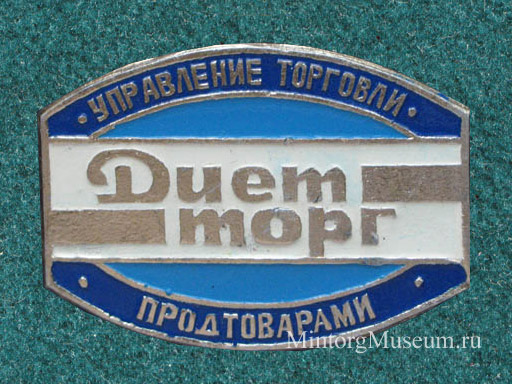 · УПРАВЛЕНИЕ ТОРГОВЛИ ·
Диет
торг
· ПРОДТОВАРАМИ ·
MintorgMuseum.ru